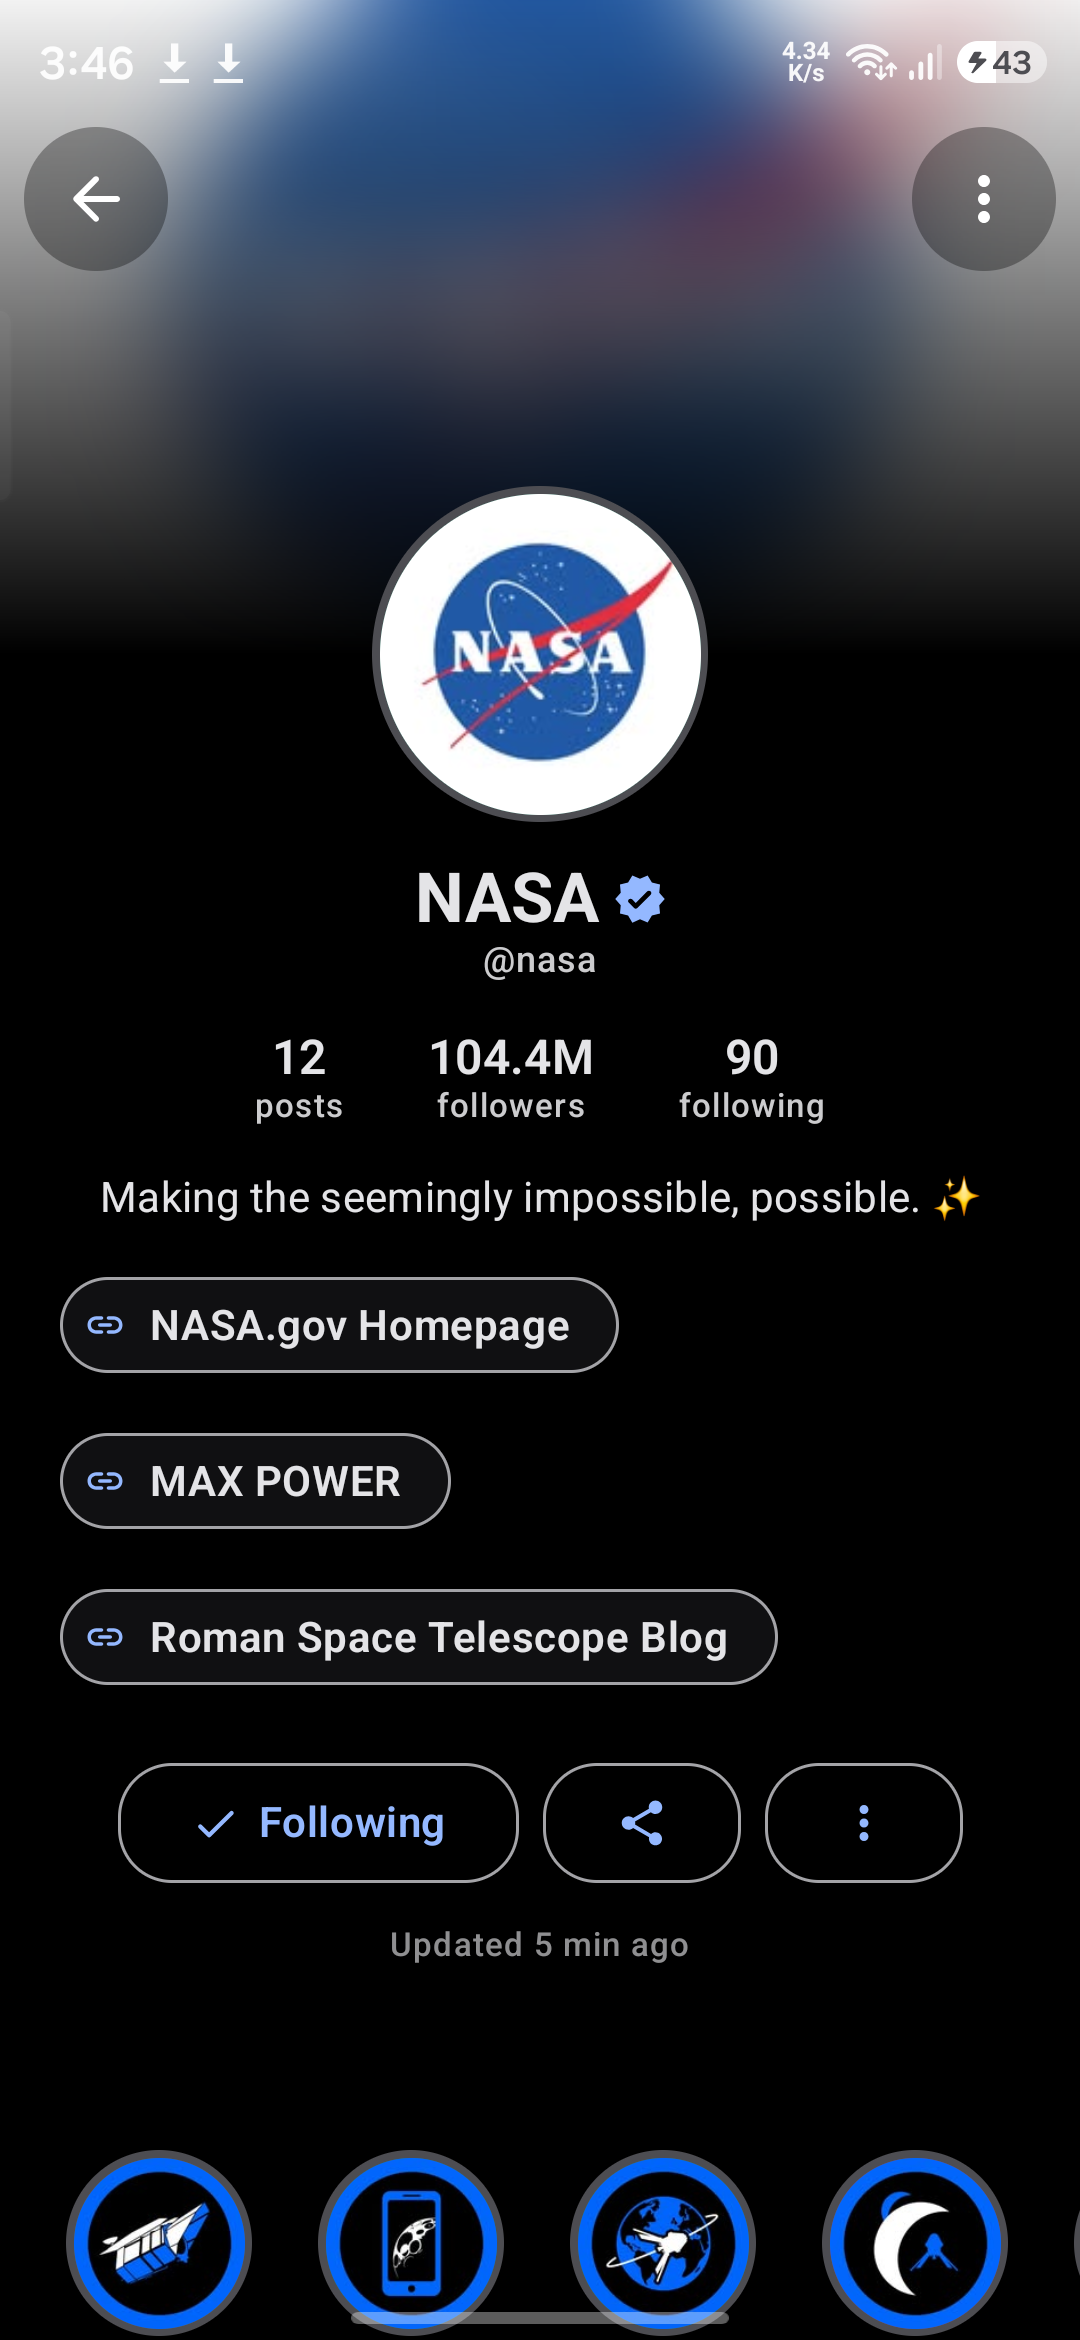 3:46
4.34
K/s
43
NASA
NASA
@nasa
12
posts
104.4M
followers
90
following
Making the seemingly impossible, possible. ✨
NASA.gov Homepage
MAX POWER
Roman Space Telescope Blog
Following
Updated 5 min ago